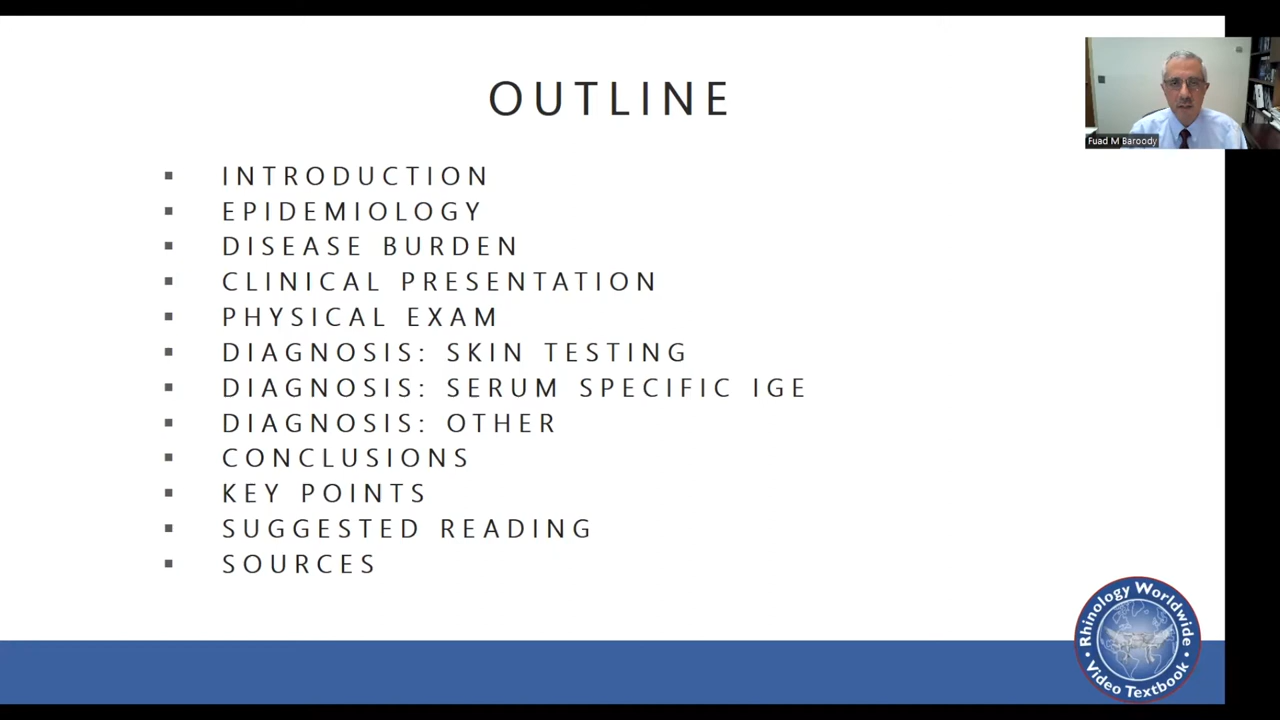 OUTLINE
Fuad M Baroody
▪ INTRODUCTION
▪ EPIDEMIOLOGY
▪ DISEASE BURDEN
▪ CLINICAL PRESENTATION
▪ PHYSICAL EXAM
▪ DIAGNOSIS: SKIN TESTING
▪ DIAGNOSIS: SERUM SPECIFIC IGE
▪ DIAGNOSIS: OTHER
▪ CONCLUSIONS
▪ KEY POINTS
▪ SUGGESTED READING
▪ SOURCES
Rhinology Worldwide
• Video Textbook •